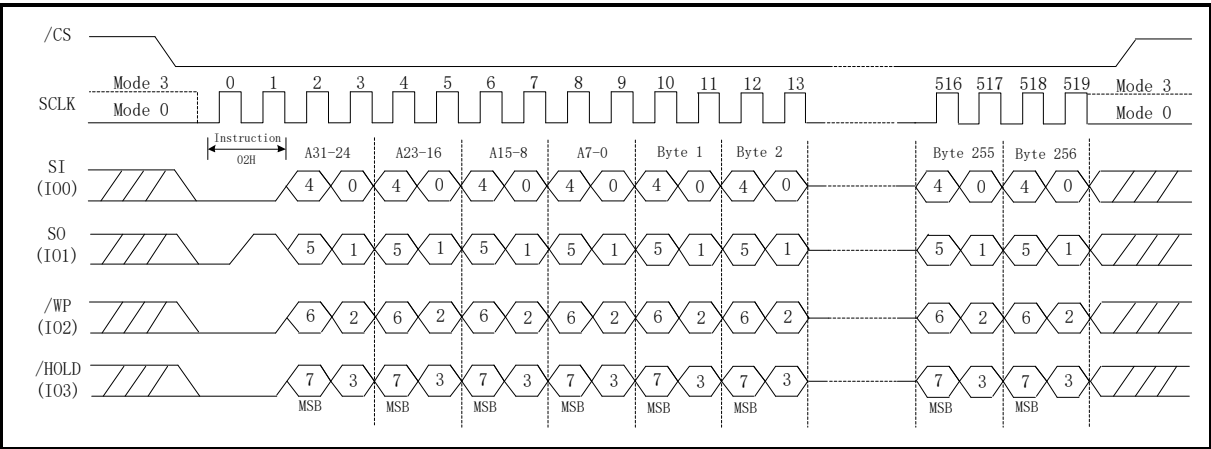 /CS
Mode 3 0 1 2 3 4 5 6 7 8 9 10 11 12 13 516 517 518 519 Mode 3
SCLK
Mode 0 Mode 0
Instruction
02H A31-24 A23-16 A15-8 A7-0 Byte 1 Byte 2 Byte 255 Byte 256
SI
(IO0) 4 0 4 0 4 0 4 0 4 0 4 0 4 0 4 0
SO
(IO1) 5 1 5 1 5 1 5 1 5 1 5 1 5 1 5 1
/WP
(IO2) 6 2 6 2 6 2 6 2 6 2 6 2 6 2 6 2
/HOLD
(IO3) 7 3 7 3 7 3 7 3 7 3 7 3 7 3 7 3
MSB MSB MSB MSB MSB MSB MSB MSB